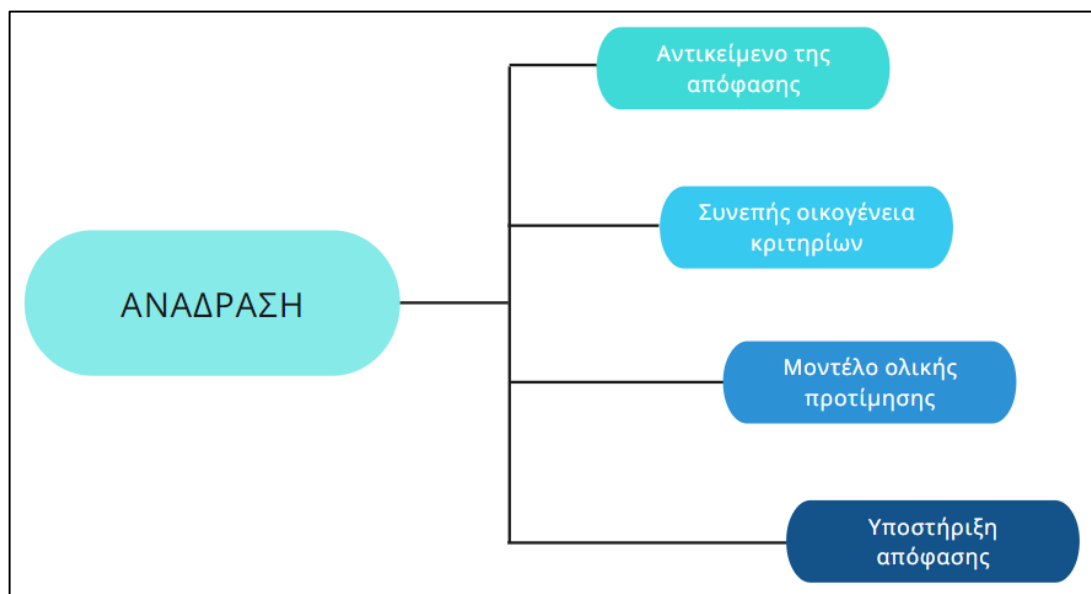 Αντικείμενο της
απόφασης
Συνεπής οικογένεια
κριτηρίων
ΑΝΑΔΡΑΣΗ
Μοντέλο ολικής
προτίμησης
Υποστήριξη
απόφασης